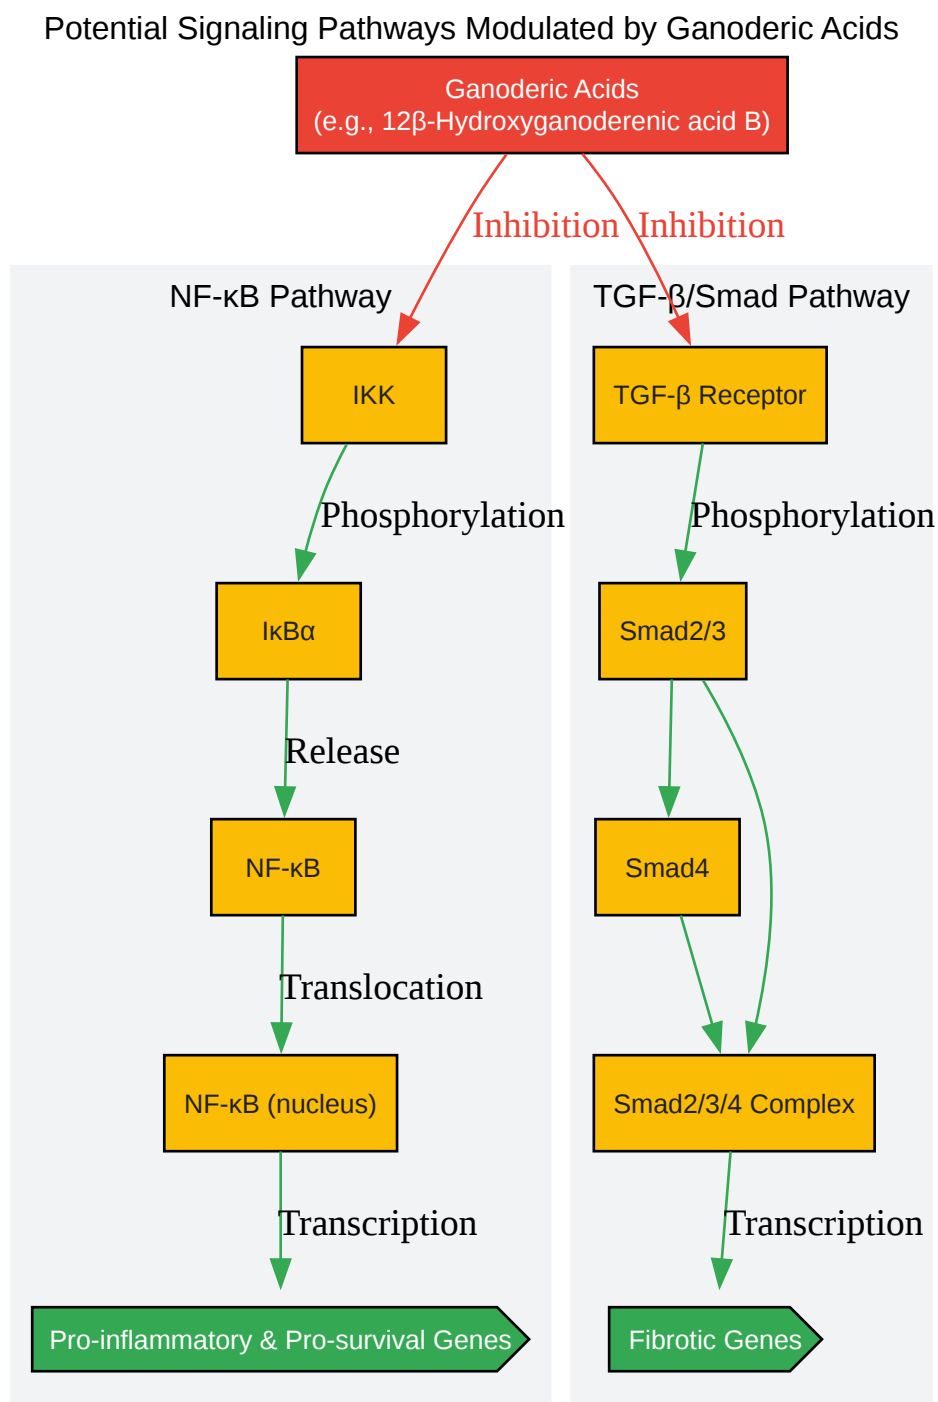 Potential Signaling Pathways Modulated by Ganoderic Acids
Ganoderic Acids
(e.g., 12β-Hydroxyganoderenic acid B)
Inhibition
Inhibition
NF-κB Pathway
IKK
Phosphorylation
IκBα
Release
NF-κB
Translocation
NF-κB (nucleus)
Transcription
Pro-inflammatory & Pro-survival Genes
TGF-β/Smad Pathway
TGF-β Receptor
Phosphorylation
Smad2/3
Smad4
Smad2/3/4 Complex
Transcription
Fibrotic Genes